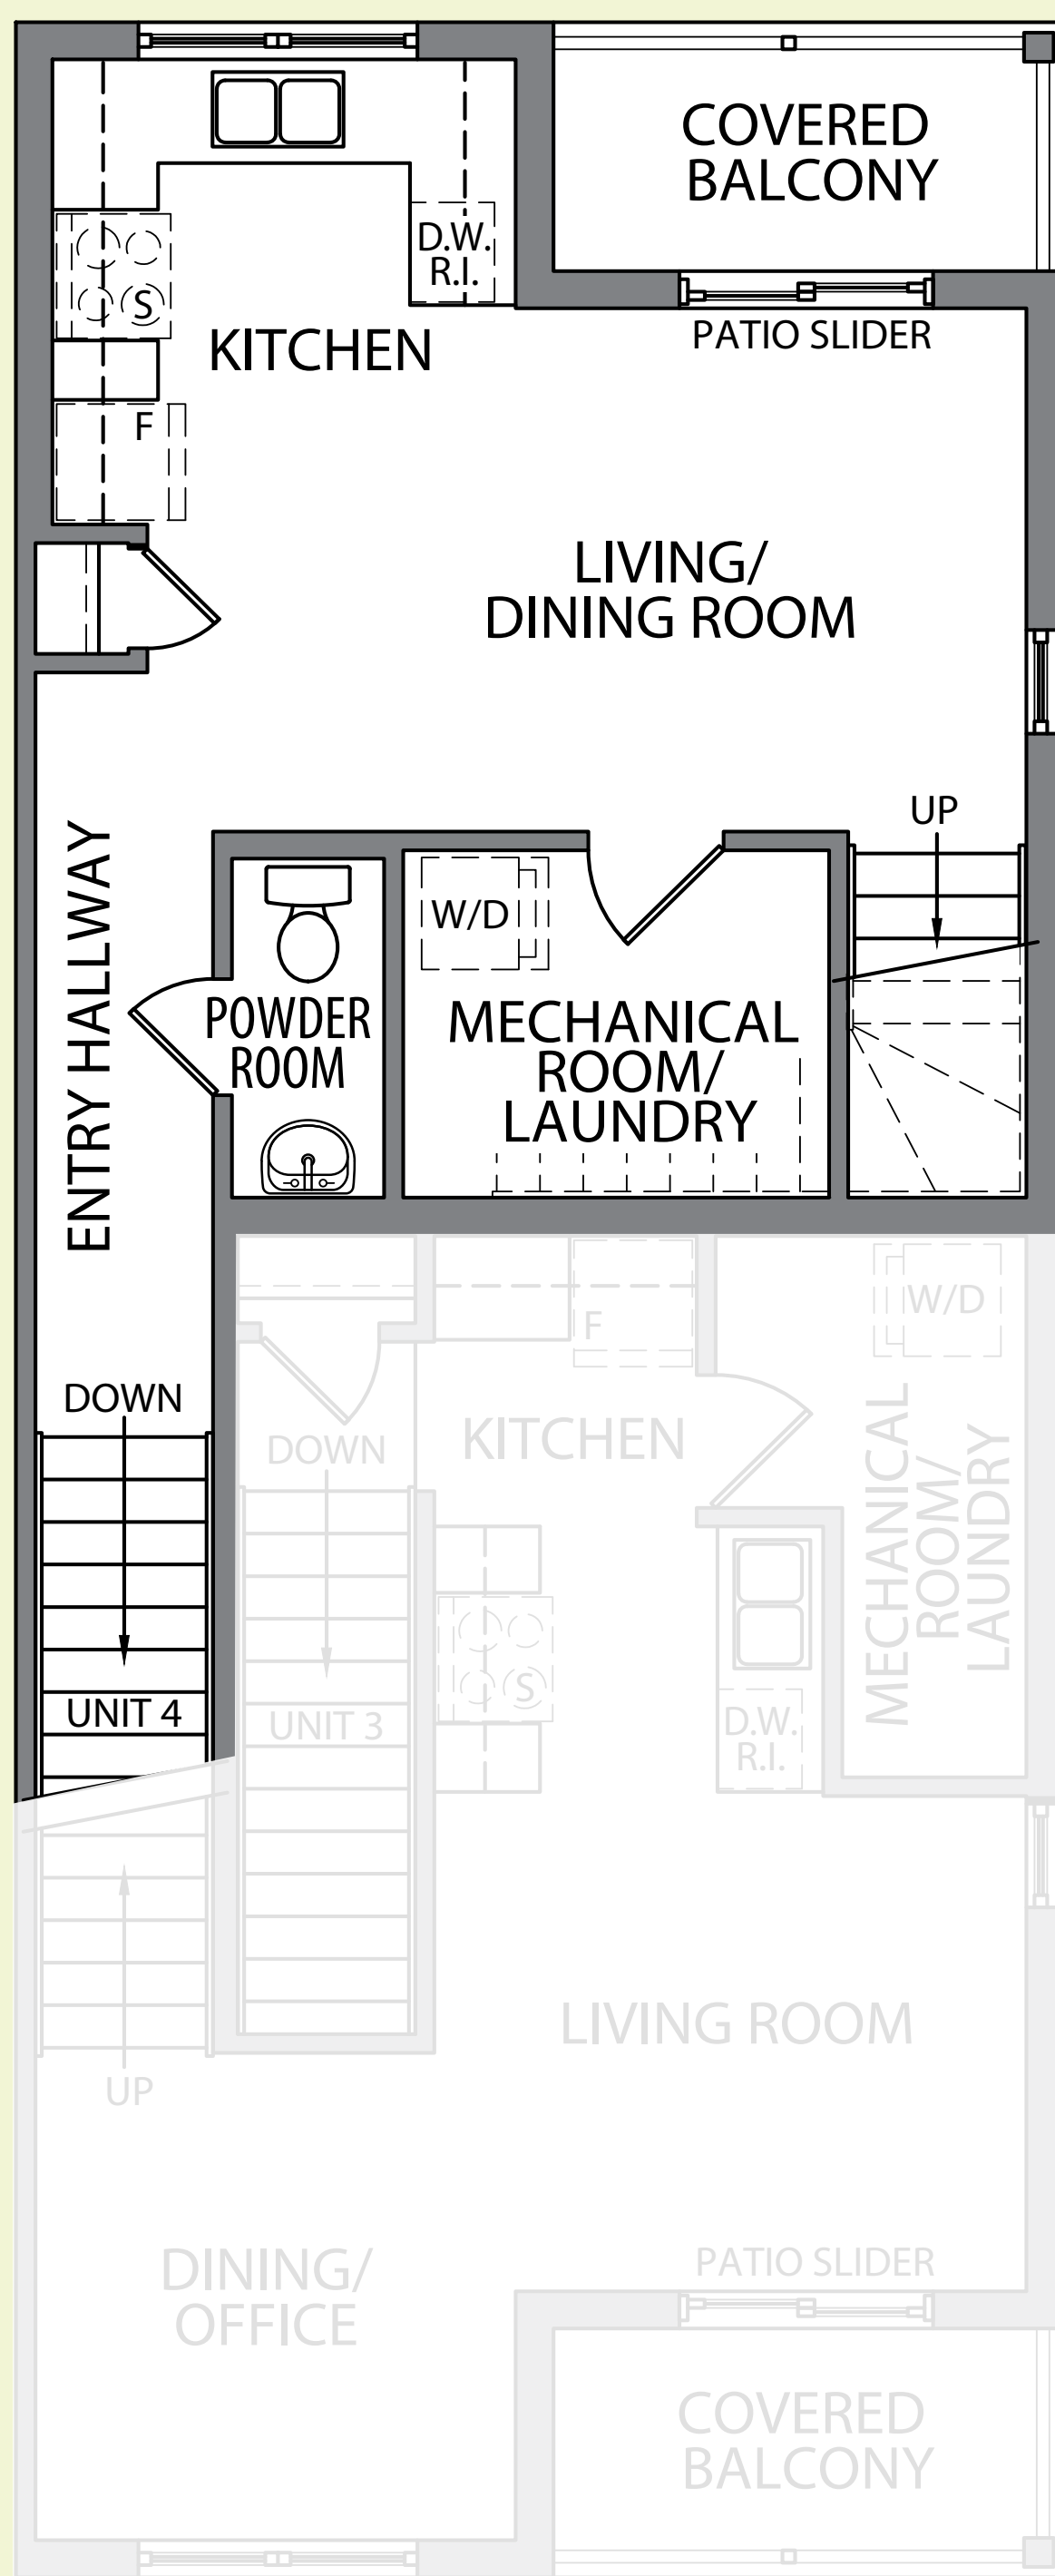 COVERED
BALCONY
D.W.
R.I.
S
KITCHEN
PATIO SLIDER
F
LIVING/
DINING ROOM
UP
ENTRY HALLWAY
W/D
POWDER
ROOM
MECHANICAL
ROOM/
LAUNDRY
DOWN
UNIT 4
W/D
F
KITCHEN
DOWN
MECHANICAL
ROOM/
LAUNDRY
S
D.W.
R.I.
UNIT 3
LIVING ROOM
UP
DINING/
OFFICE
PATIO SLIDER
COVERED
BALCONY